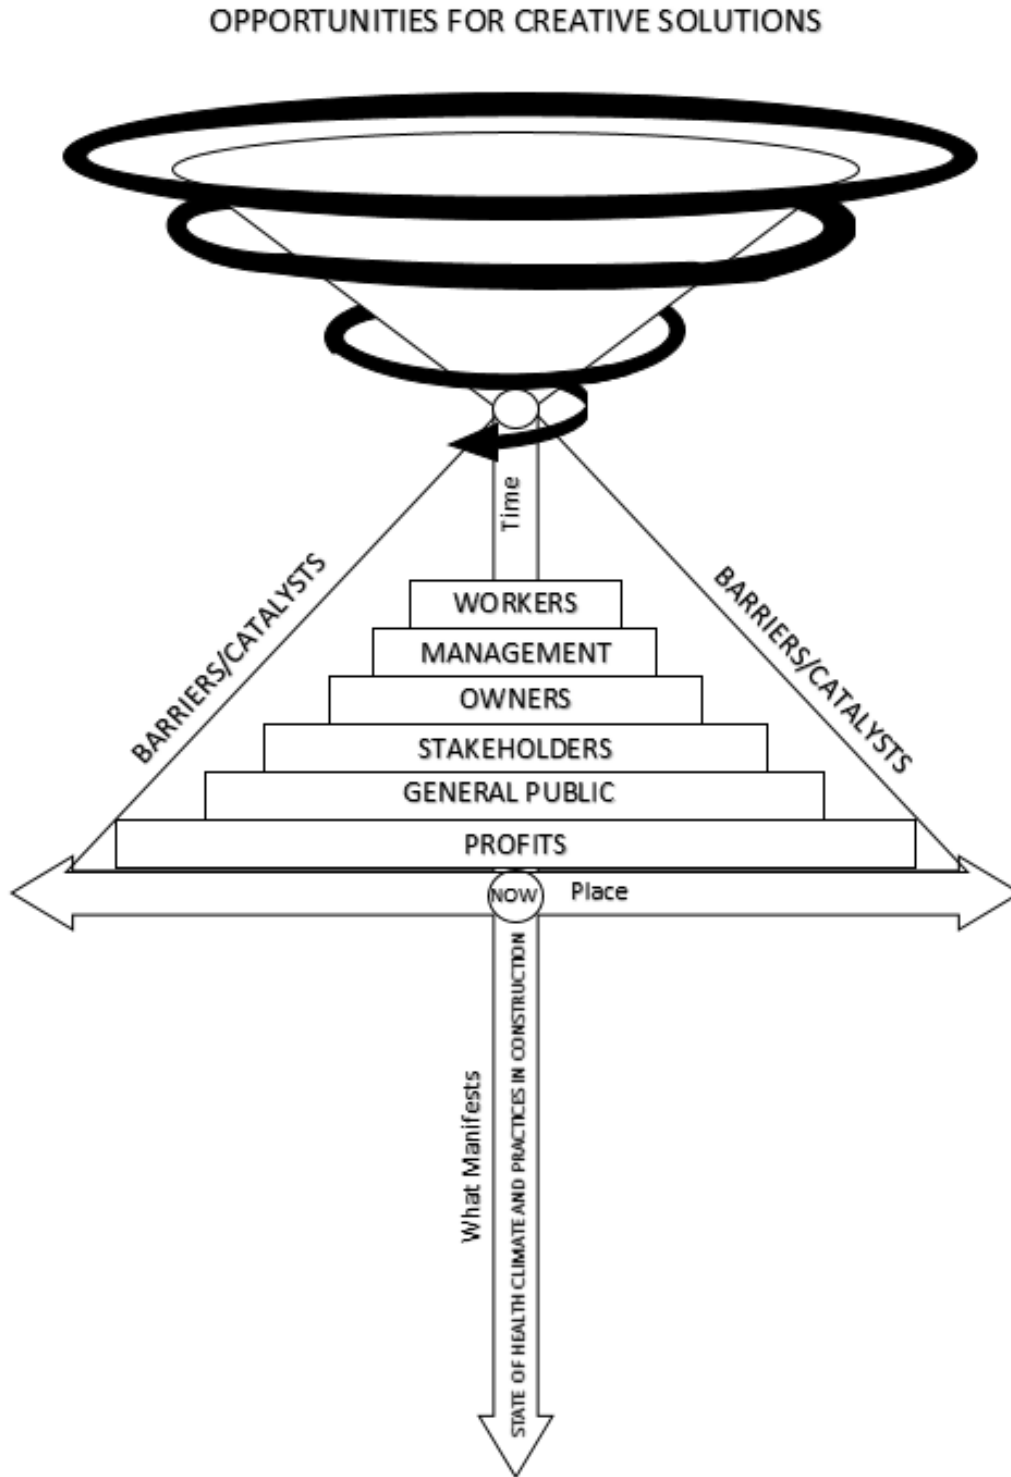 OPPORTUNITIES FOR CREATIVE SOLUTIONS
Time
BARRIERS/CATALYSTS
BARRIERS/CATALYSTS
WORKERS
MANAGEMENT
OWNERS
STAKEHOLDERS
GENERAL PUBLIC
PROFITS
NOW
Place
What Manifests
STATE OF HEALTH CLIMATE AND PRACTICES IN CONSTRUCTION